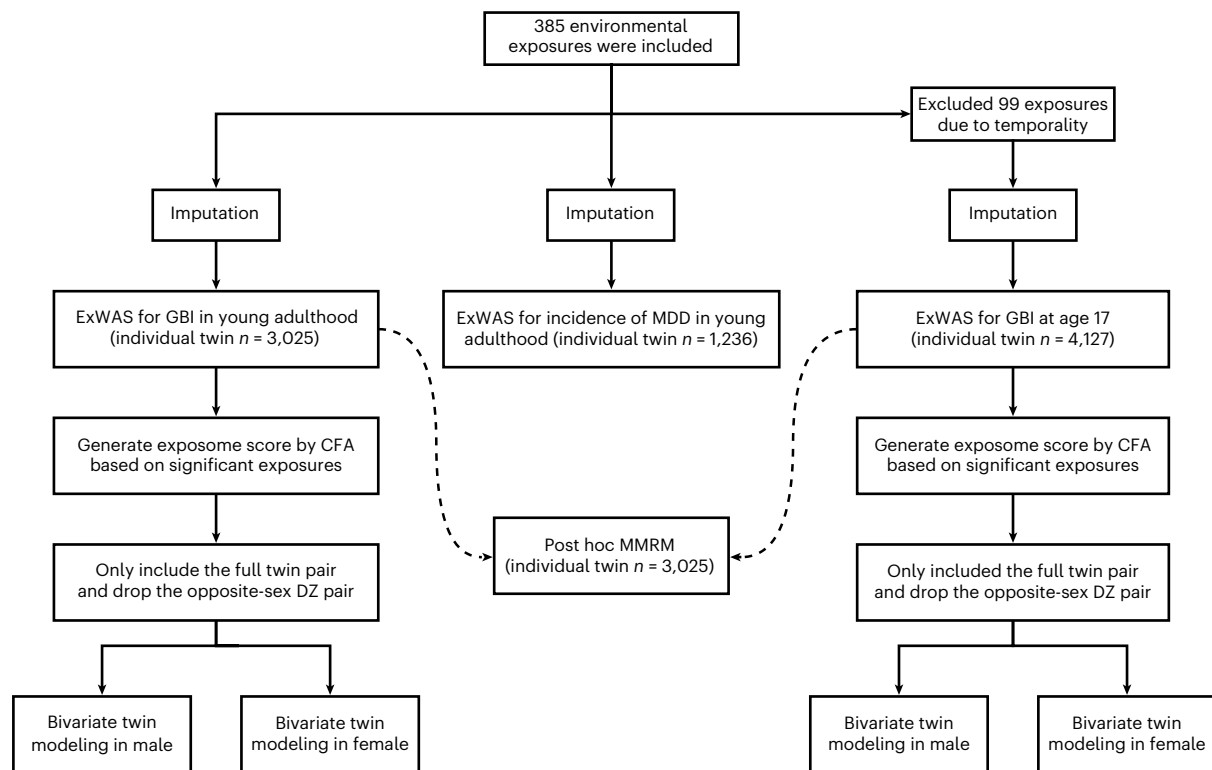 385 environmental
exposures were included
Excluded 99 exposures
due to temporality
Imputation
Imputation
Imputation
ExWAS for GBI in young adulthood
(individual twin n = 3,025)
ExWAS for incidence of MDD in young
adulthood (individual twin n = 1,236)
ExWAS for GBI at age 17
(individual twin n = 4,127)
Generate exposome score by CFA
based on significant exposures
Generate exposome score by CFA
based on significant exposures
Post hoc MMRM
(individual twin n = 3,025)
Only include the full twin pair
and drop the opposite-sex DZ pair
Only included the full twin pair
and drop the opposite-sex DZ pair
Bivariate twin
modeling in male
Bivariate twin
modeling in female
Bivariate twin
modeling in male
Bivariate twin
modeling in female